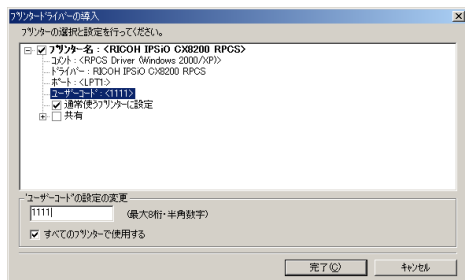 プリンタードライバーの導入
プリンターの選択と設定を行ってください。
プリンター名 : <RICOH IPSiO CX8200 RPCS>
コメント : <RPCS Driver (Windows 2000/XP)>
ドライバー : RICOH IPSiO CX8200 RPCS
ポート : <LPT1:>
ユーザーコード : <1111>
通常使うプリンターに設定
共有
"ユーザーコード"の設定の変更
1111
(最大8桁・半角数字)
すべてのプリンターで使用する
完了(C)
キャンセル